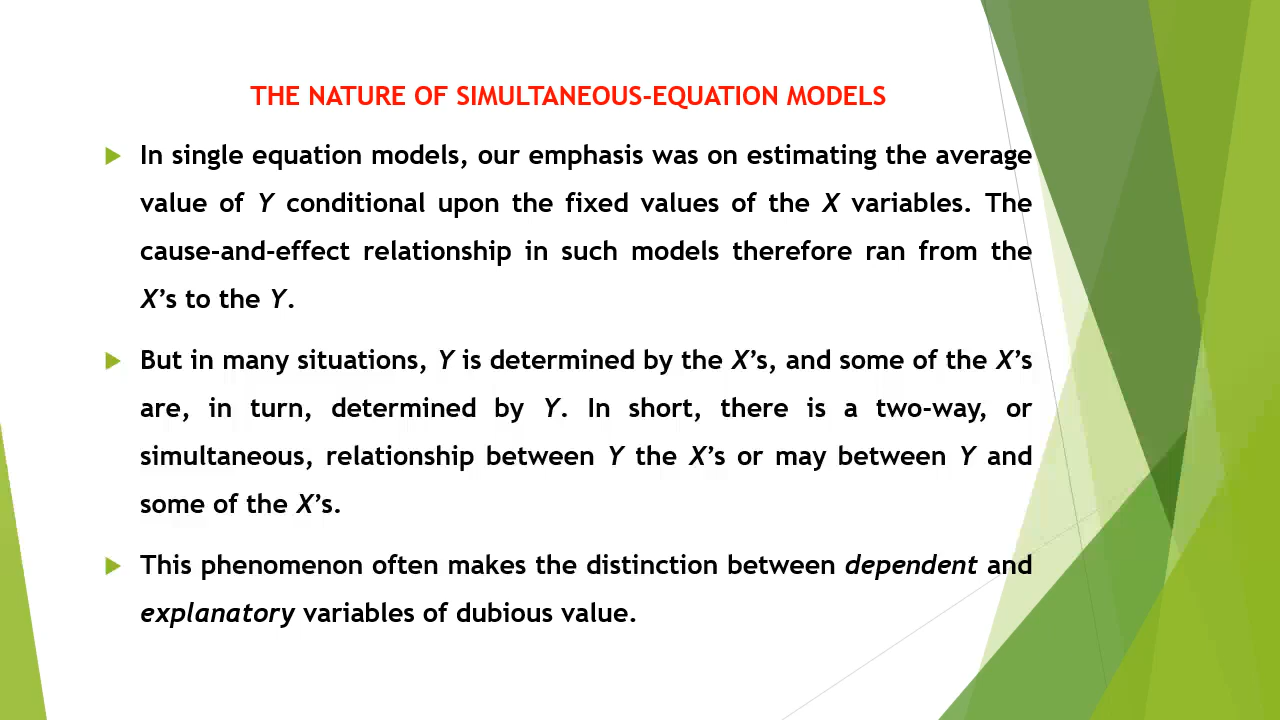 THE NATURE OF SIMULTANEOUS-EQUATION MODELS
In single equation models, our emphasis was on estimating the average
value of Y conditional upon the fixed values of the X variables. The
cause-and-effect relationship in such models therefore ran from the
X’s to the Y.
But in many situations, Y is determined by the X’s, and some of the X’s
are, in turn, determined by Y. In short, there is a two-way, or
simultaneous, relationship between Y the X’s or may between Y and
some of the X’s.
This phenomenon often makes the distinction between dependent and
explanatory variables of dubious value.